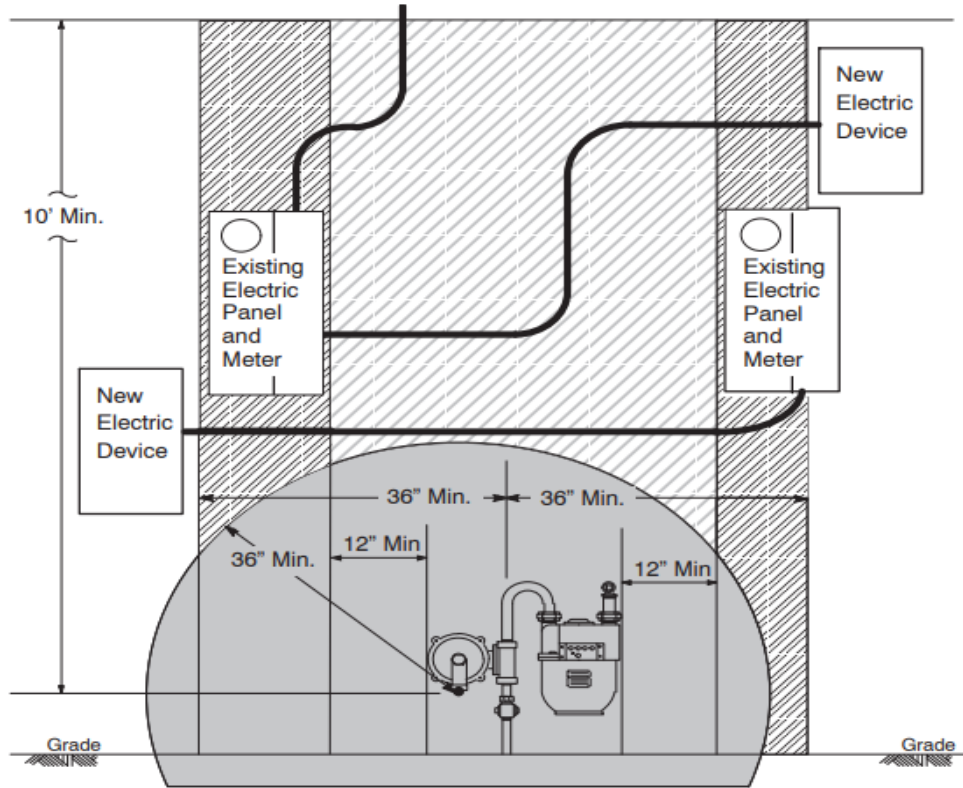 New
Electric
Device
10' Min.
Existing
Electric
Panel
and
Meter
Existing
Electric
Panel
and
Meter
New
Electric
Device
36” Min.
36” Min.
12” Min
36” Min.
12” Min
Grade
Grade